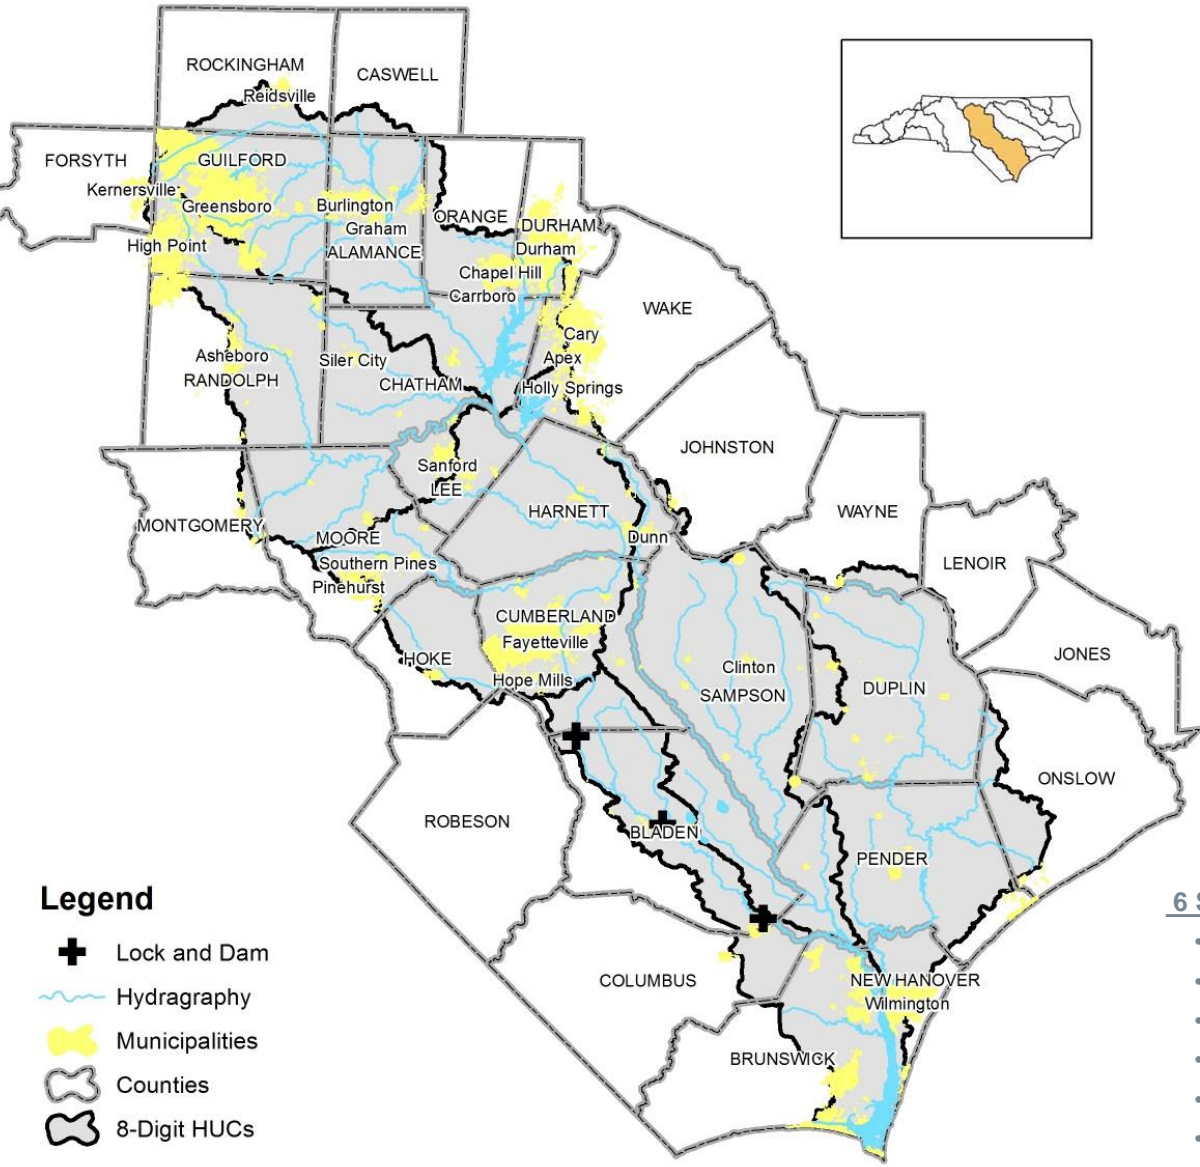 ROCKINGHAM
CASWELL
Reidsville
FORSYTH
GUILFORD
Kernersville
Greensboro
Burlington
Graham
ORANGE
DURHAM
High Point
ALAMANCE
Durham
Chapel Hill
Carrboro
WAKE
Cary
Asheboro
Siler City
Apex
RANDOLPH
CHATHAM
Holly Springs
JOHNSTON
Sanford
LEE
HARNETT
WAYNE
MONTGOMERY
MOORE
Dunn
Southern Pines
LENOIR
Pinehurst
CUMBERLAND
Fayetteville
HOKE
Clinton
JONES
Hope Mills
SAMPSON
DUPLIN
ONSLOW
ROBESON
BLADEN
PENDER
COLUMBUS
NEW HANOVER
Wilmington
BRUNSWICK
Legend
Lock and Dam
Hydragraphy
Municipalities
Counties
8-Digit HUCs
6 S